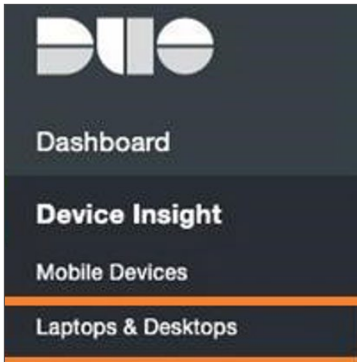 DUO
Dashboard
Device Insight
Mobile Devices
Laptops & Desktops